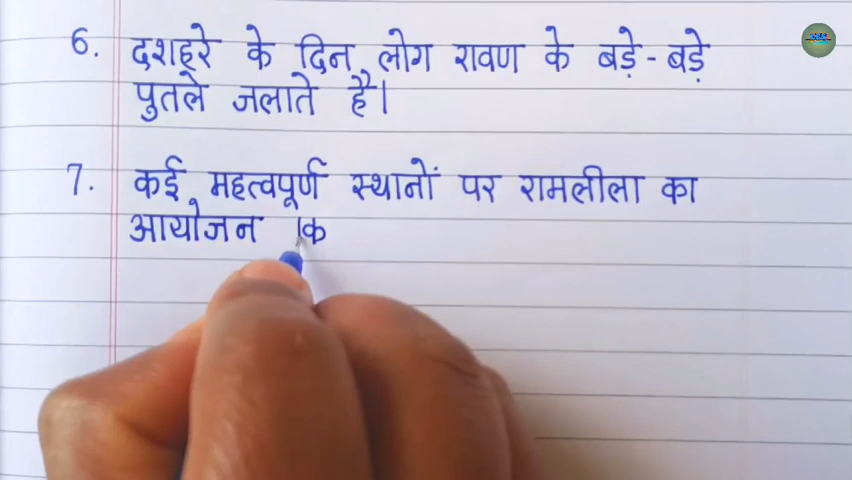 6. दशहरे के दिन लोग रावण के बड़े-बड़े
पुतले जलाते हैं।
7. कई महत्वपूर्ण स्थानों पर रामलीला का
आयोजन